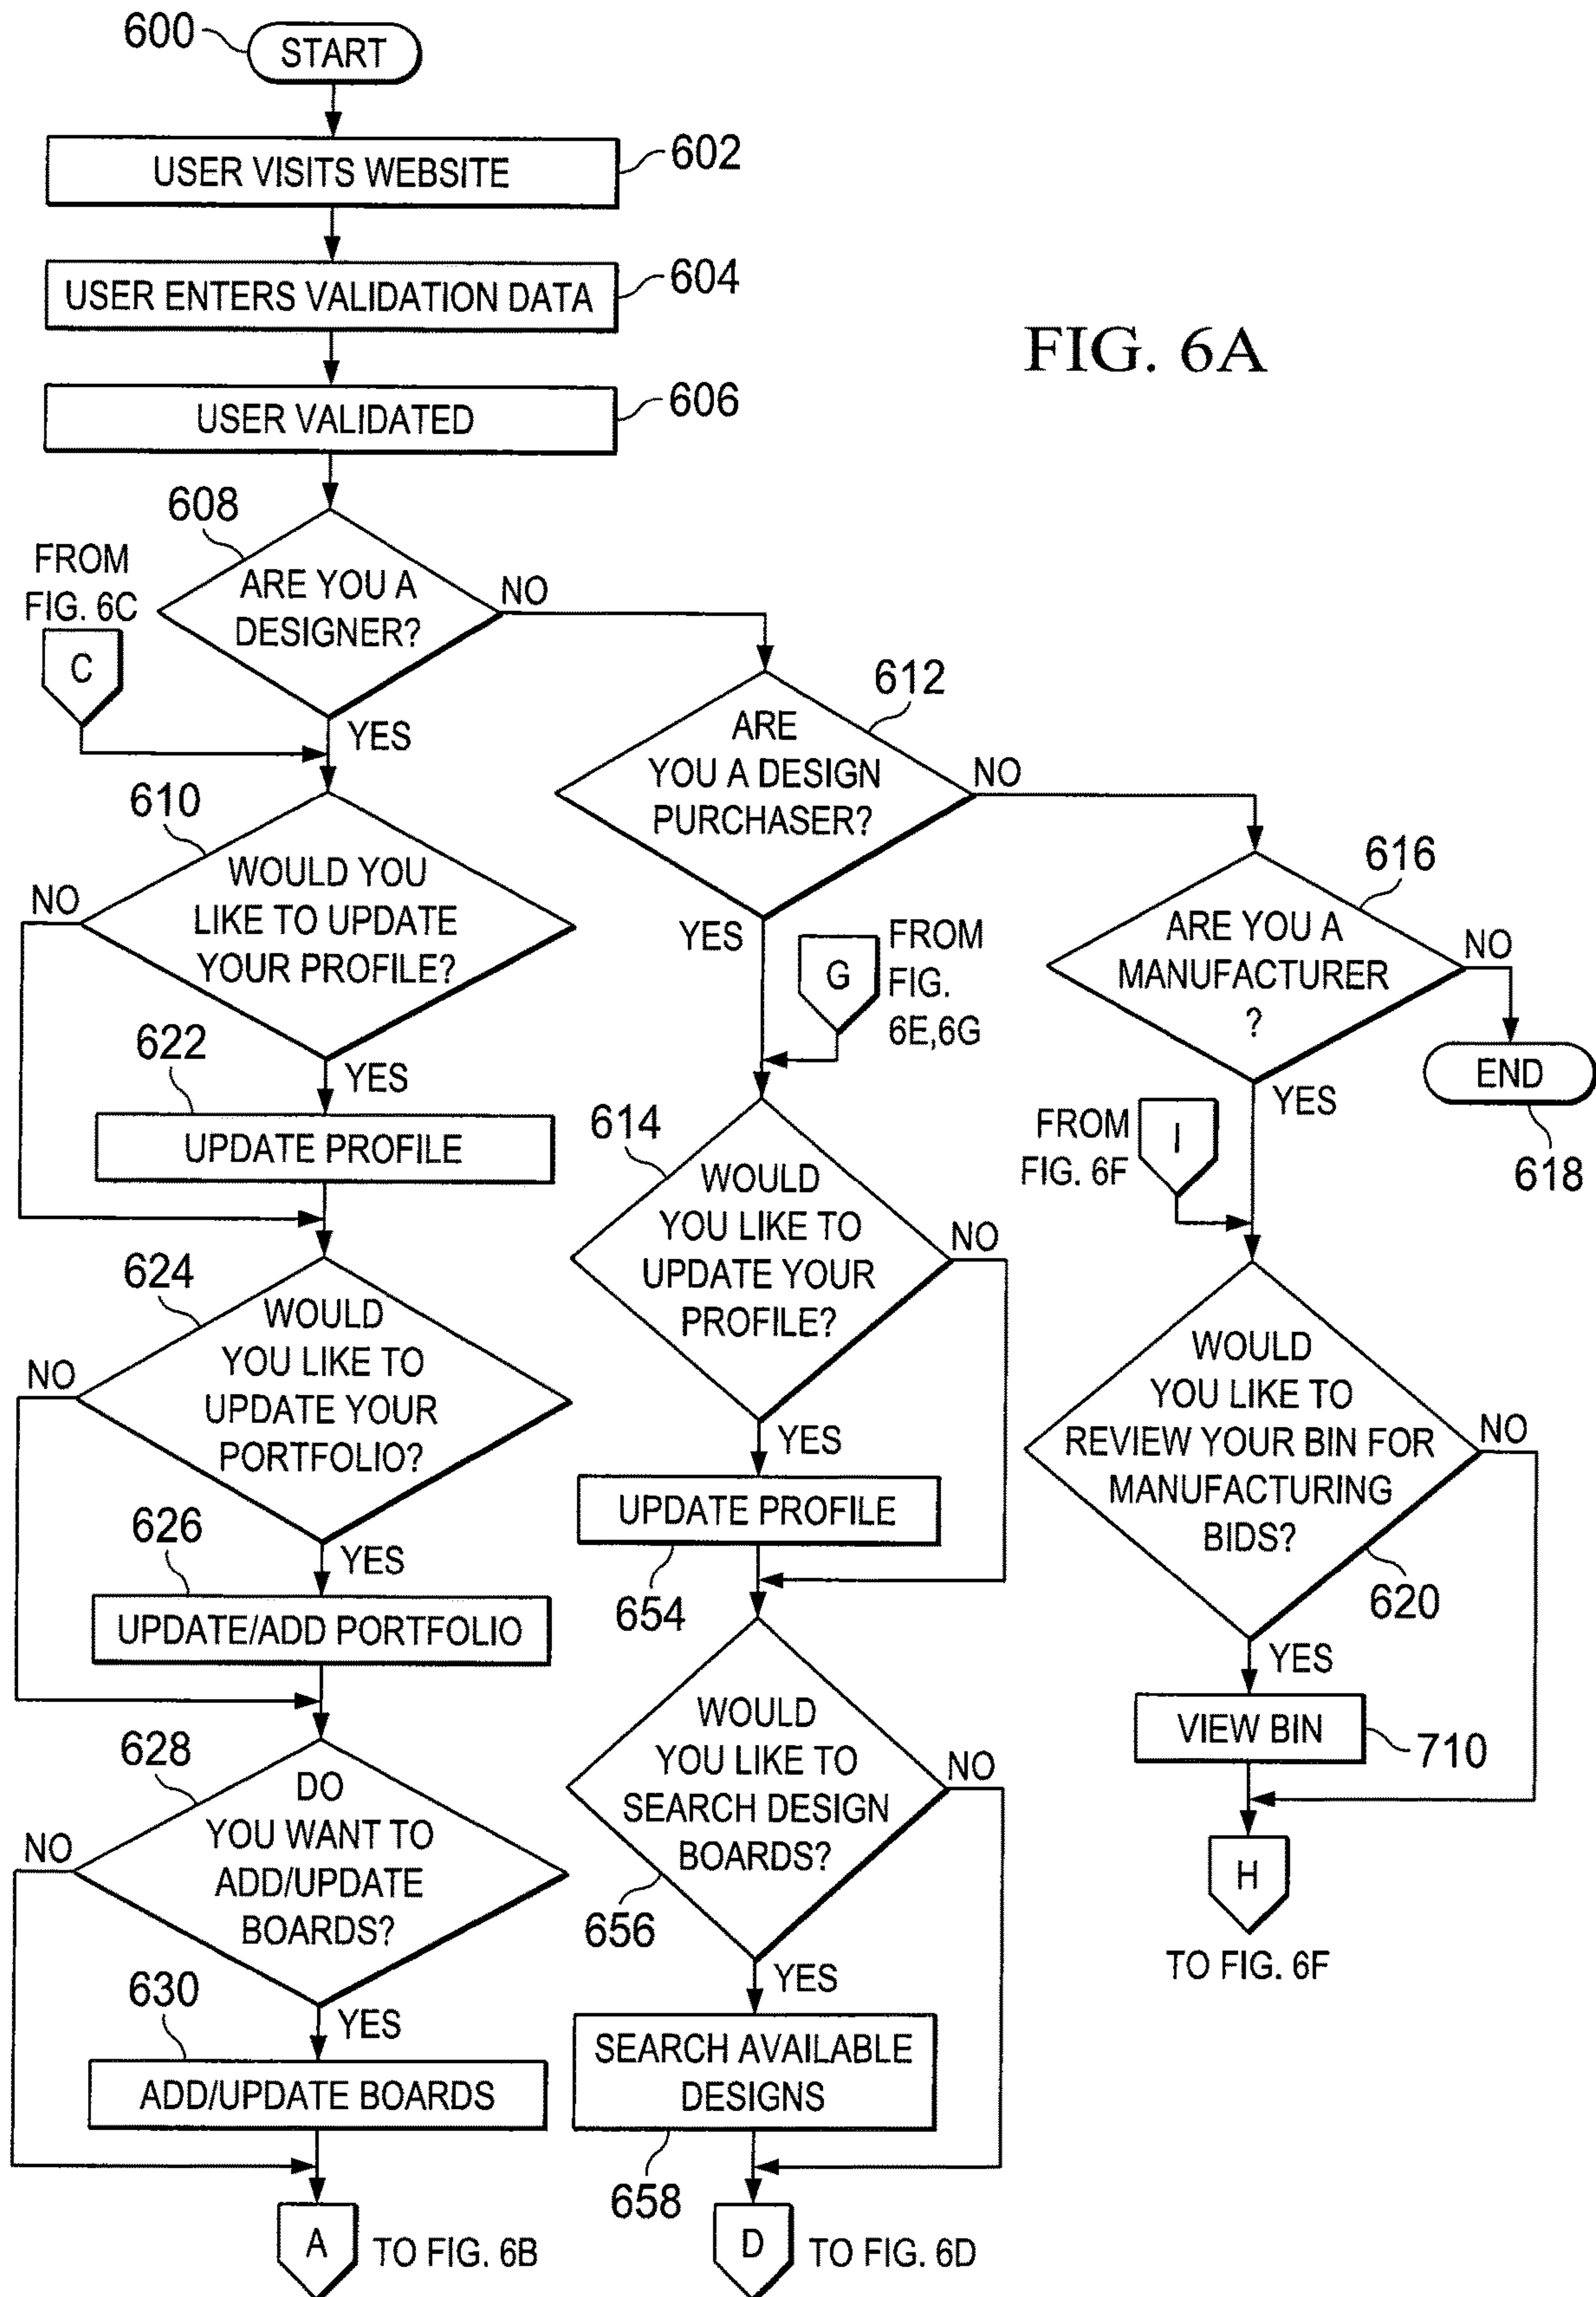 600
START
USER VISITS WEBSITE
602
USER ENTERS VALIDATION DATA
604
FIG. 6A
USER VALIDATED
606
608
ARE YOU A
DESIGNER?
NO
YES
FROM
FIG. 6C
C
612
ARE
YOU A DESIGN
PURCHASER?
NO
YES
616
ARE YOU A
MANUFACTURER
?
NO
YES
END
618
610
WOULD YOU
LIKE TO UPDATE
YOUR PROFILE?
NO
YES
622
UPDATE PROFILE
624
WOULD
YOU LIKE TO
UPDATE YOUR
PORTFOLIO?
NO
YES
626
UPDATE/ADD PORTFOLIO
628
DO
YOU WANT TO
ADD/UPDATE
BOARDS?
NO
YES
630
ADD/UPDATE BOARDS
A
TO FIG. 6B
G
FROM
FIG.
6E,6G
614
WOULD
YOU LIKE TO
UPDATE YOUR
PROFILE?
NO
YES
UPDATE PROFILE
654
WOULD
YOU LIKE TO
SEARCH DESIGN
BOARDS?
NO
656
YES
SEARCH AVAILABLE
DESIGNS
658
D
TO FIG. 6D
FROM
FIG. 6F
I
WOULD
YOU LIKE TO
REVIEW YOUR BIN FOR
MANUFACTURING
BIDS?
NO
620
YES
VIEW BIN
710
H
TO FIG. 6F